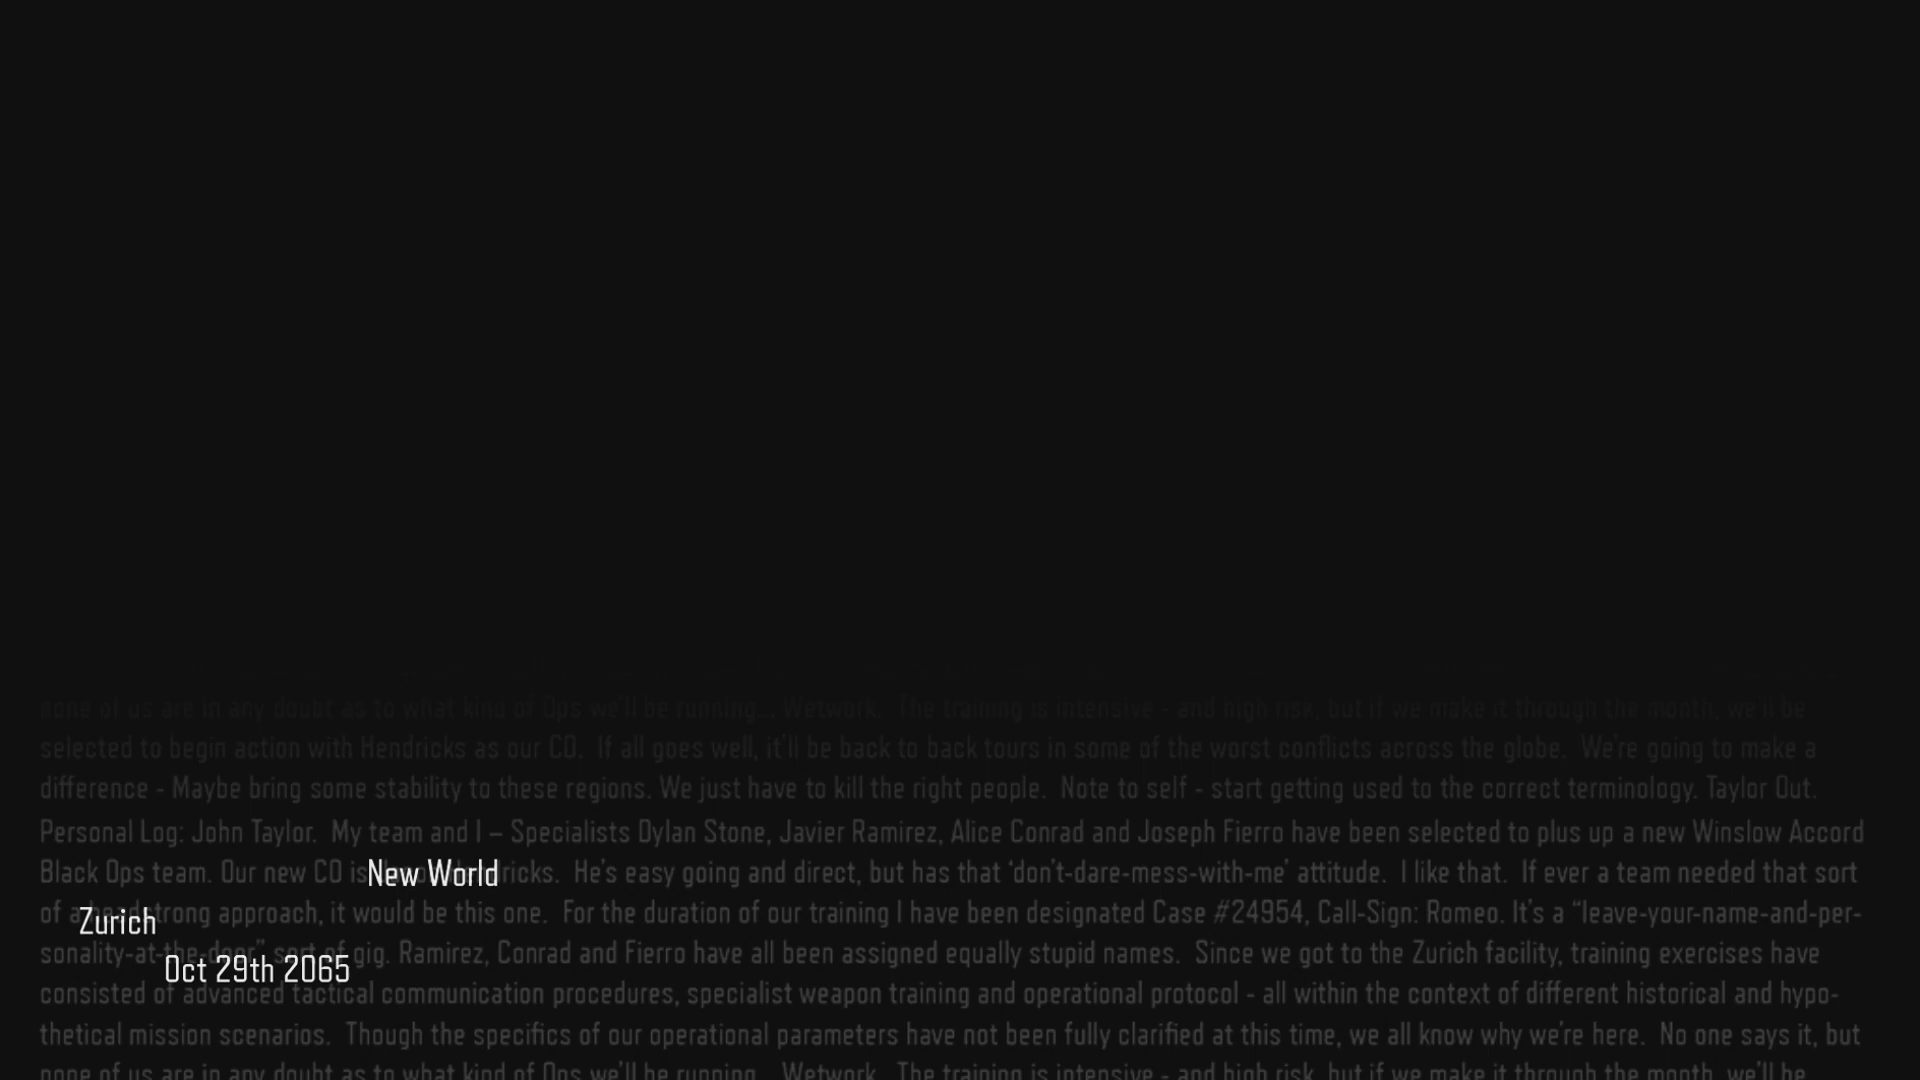 none of us are in any doubt as to what kind of Ops we'll be running... Wetwork.  The training is intensive - and high risk, but if we make it through the month, we'll be
selected to begin action with Hendricks as our CO.  If all goes well, it'll be back to back tours in some of the worst conflicts across the globe.  We're going to make a
difference - Maybe bring some stability to these regions. We just have to kill the right people.  Note to self - start getting used to the correct terminology. Taylor Out.
Personal Log: John Taylor.  My team and I – Specialists Dylan Stone, Javier Ramirez, Alice Conrad and Joseph Fierro have been selected to plus up a new Winslow Accord
Black Ops team. Our new CO is ricks.  He's easy going and direct, but has that ‘don't-dare-mess-with-me’ attitude.  I like that.  If ever a team needed that sort
New World
of a headstrong approach, it would be this one.  For the duration of our training I have been designated Case #24954, Call-Sign: Romeo. It's a “leave-your-name-and-per-
Zurich
sonality-at-the-door” sort of gig. Ramirez, Conrad and Fierro have all been assigned equally stupid names.  Since we got to the Zurich facility, training exercises have
Oct 29th 2065
consisted of advanced tactical communication procedures, specialist weapon training and operational protocol - all within the context of different historical and hypo-
thetical mission scenarios.  Though the specifics of our operational parameters have not been fully clarified at this time, we all know why we're here.  No one says it, but
none of us are in any doubt as to what kind of Ops we'll be running... Wetwork.  The training is intensive - and high risk, but if we make it through the month, we'll be